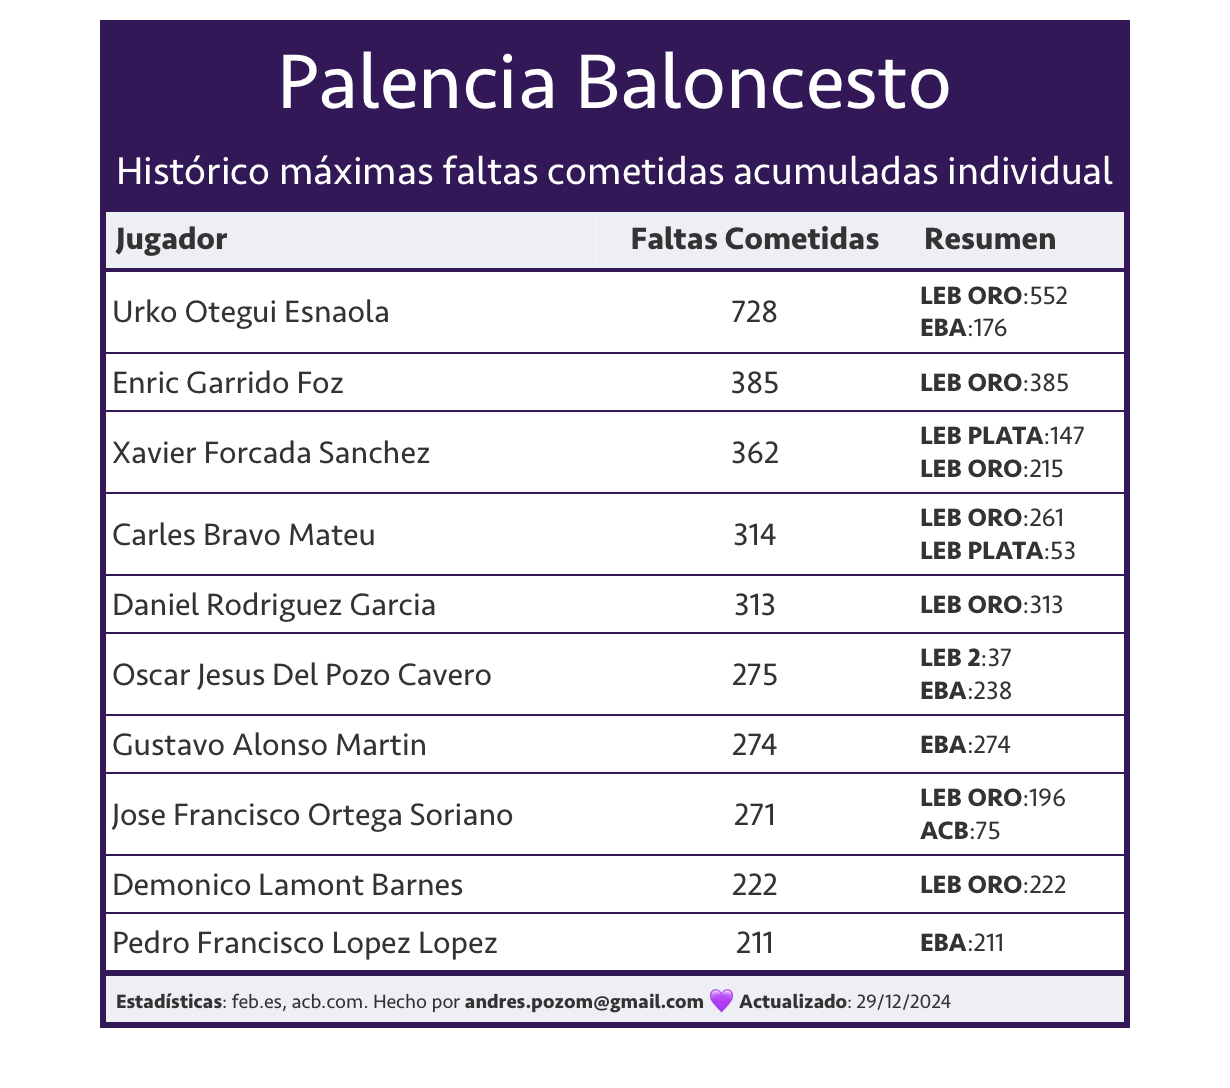 Palencia Baloncesto
Histórico máximas faltas cometidas acumuladas individual
Jugador Faltas Cometidas Resumen
Urko Otegui Esnaola 728 LEB ORO:552
EBA:176
Enric Garrido Foz 385 LEB ORO:385
Xavier Forcada Sanchez 362 LEB PLATA:147
LEB ORO:215
Carles Bravo Mateu 314 LEB ORO:261
LEB PLATA:53
Daniel Rodriguez Garcia 313 LEB ORO:313
Oscar Jesus Del Pozo Cavero 275 LEB 2:37
EBA:238
Gustavo Alonso Martin 274 EBA:274
Jose Francisco Ortega Soriano 271 LEB ORO:196
ACB:75
Demonico Lamont Barnes 222 LEB ORO:222
Pedro Francisco Lopez Lopez 211 EBA:211
Estadísticas: feb.es, acb.com. Hecho por andres.pozom@gmail.com 💜 Actualizado: 29/12/2024